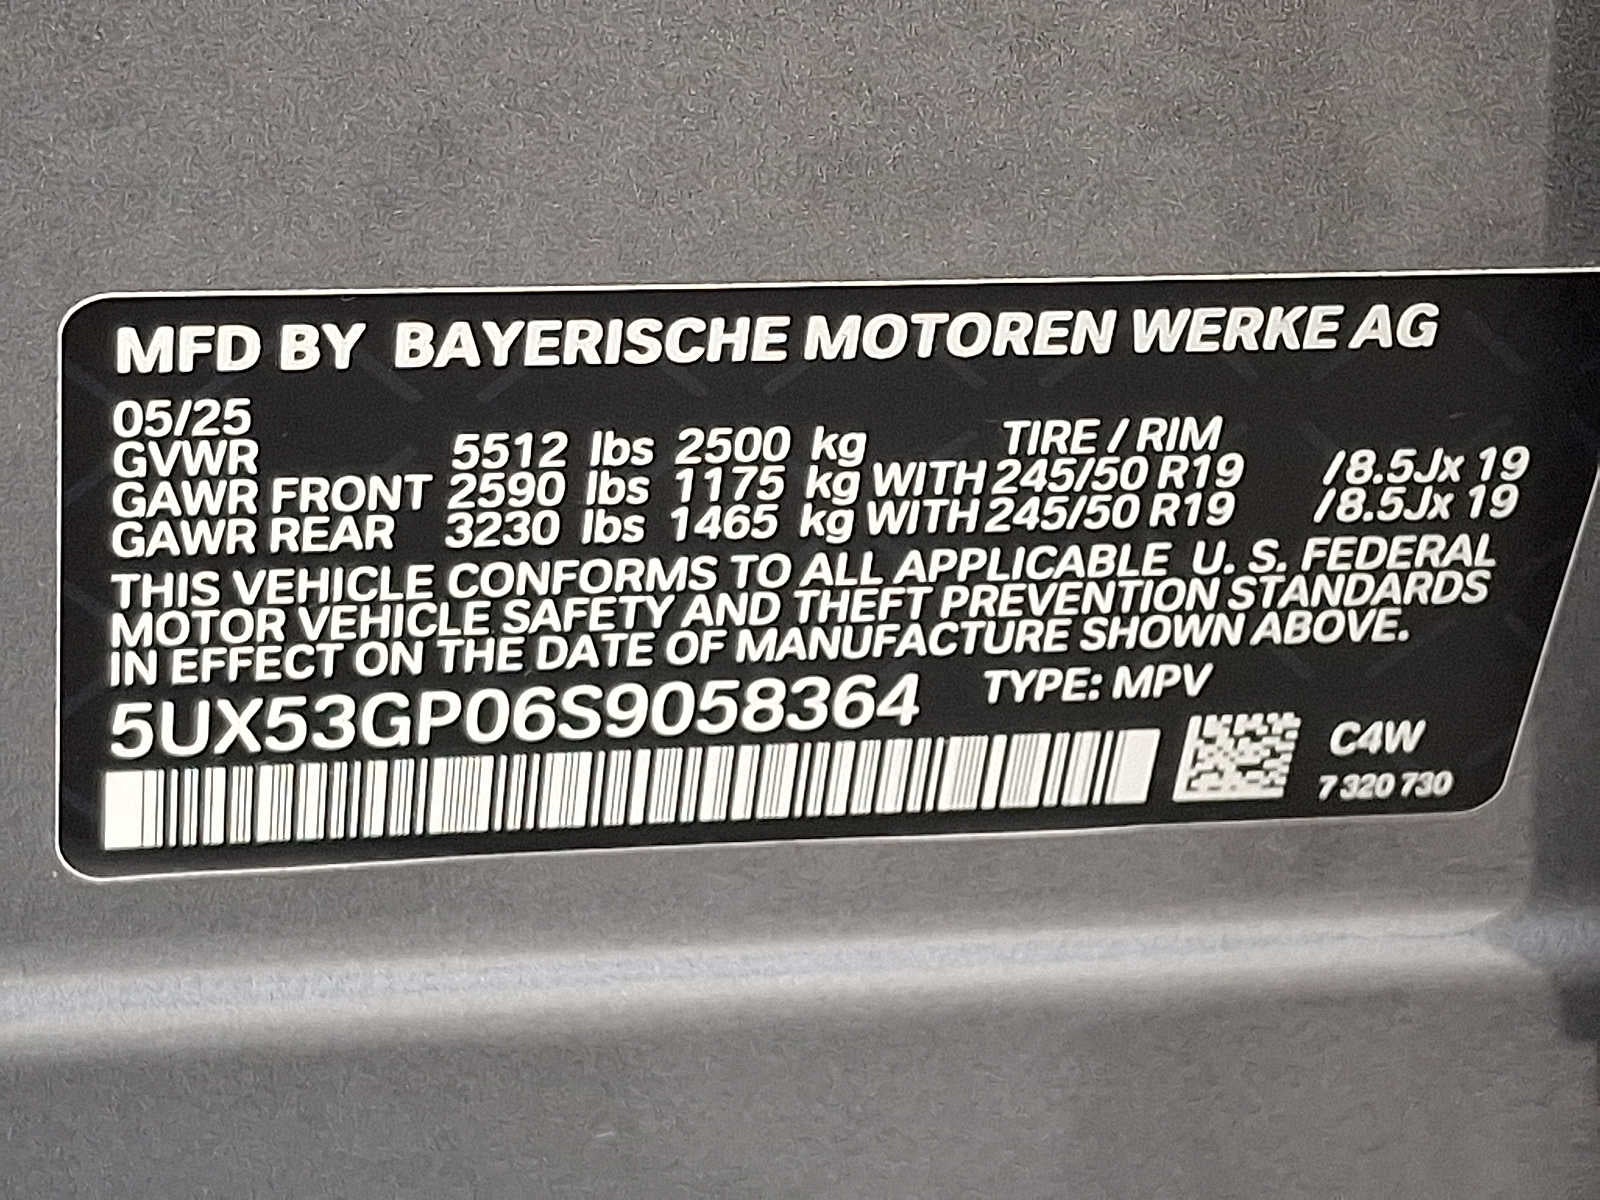 MFD BY BAYERISCHE MOTOREN WERKE AG
05/25
GVWR 5512 lbs 2500 kg TIRE / RIM
GAWR FRONT 2590 lbs 1175 kg WITH 245/50 R19 /8.5Jx 19
GAWR REAR 3230 lbs 1465 kg WITH 245/50 R19 /8.5Jx 19
THIS VEHICLE CONFORMS TO ALL APPLICABLE U. S. FEDERAL
MOTOR VEHICLE SAFETY AND THEFT PREVENTION STANDARDS
IN EFFECT ON THE DATE OF MANUFACTURE SHOWN ABOVE.
5UX53GP06S9058364 TYPE: MPV
C4W
7 320 730